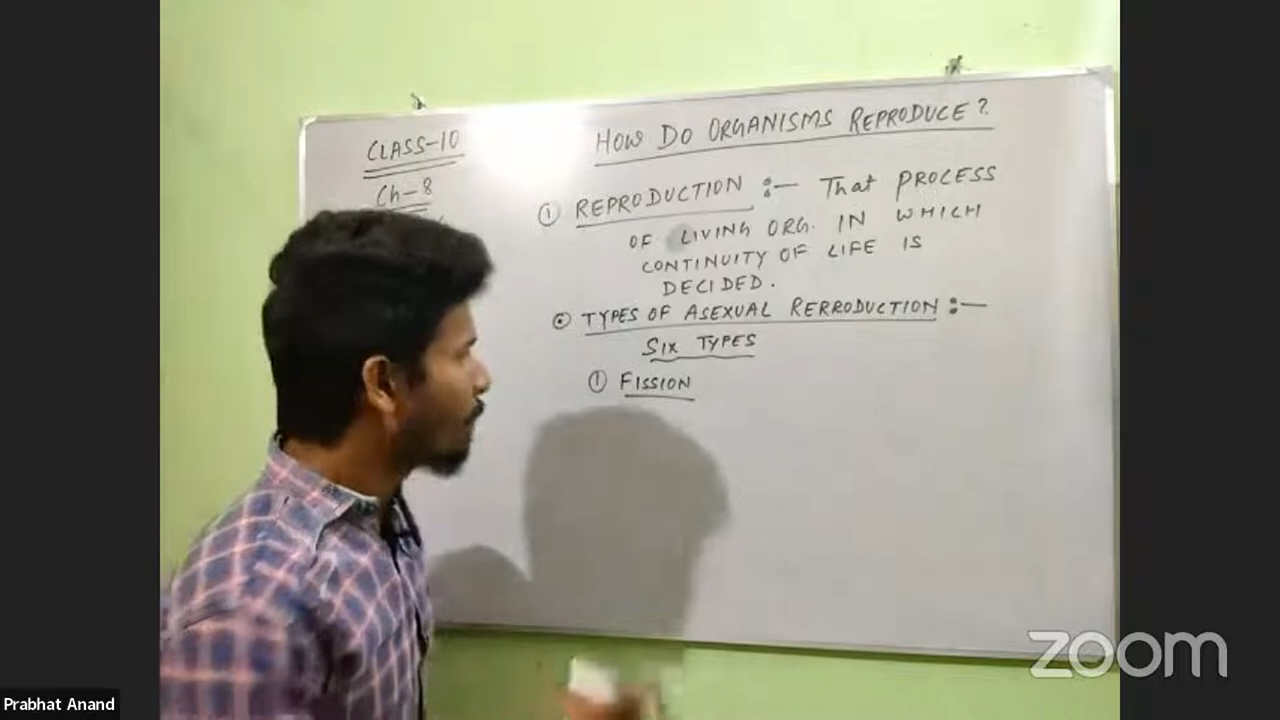 CLASS-10
Ch-8
HOW DO ORGANISMS REPRODUCE?
① REPRODUCTION :— That PROCESS
OF LIVING ORG. IN WHICH
CONTINUITY OF LIFE IS
DECIDED.
⊙ TYPES OF ASEXUAL RERRODUCTION :—
SIX TYPES
① FISSION
zoom
Prabhat Anand